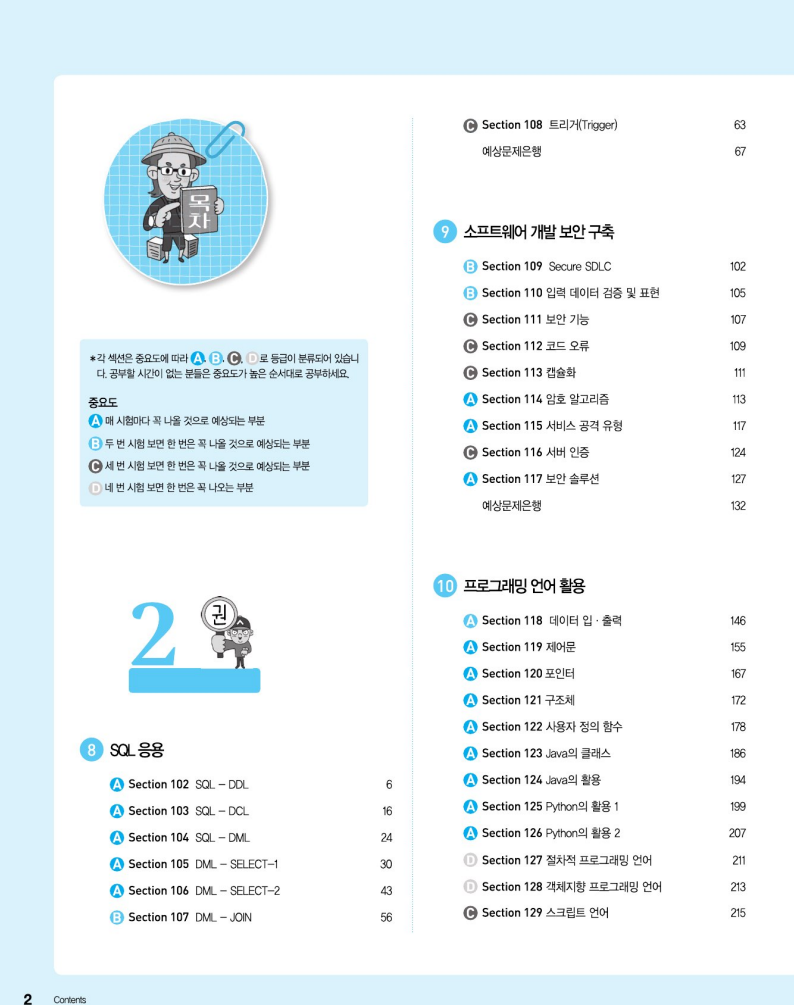 목
차
*각 섹션은 중요도에 따라 A, B, C, D로 등급이 분류되어 있습니
다. 공부할 시간이 없는 분들은 중요도가 높은 순서대로 공부하세요.
중요도
A 매 시험마다 꼭 나올 것으로 예상되는 부분
B 두 번 시험 보면 한 번은 꼭 나올 것으로 예상되는 부분
C 세 번 시험 보면 한 번은 꼭 나올 것으로 예상되는 부분
D 네 번 시험 보면 한 번은 꼭 나오는 부분
2 권
8 SQL 응용
A Section 102 SQL - DDL 6
A Section 103 SQL - DCL 16
A Section 104 SQL - DML 24
A Section 105 DML - SELECT-1 30
A Section 106 DML - SELECT-2 43
B Section 107 DML - JOIN 56
C Section 108 트리거(Trigger) 63
예상문제은행 67
9 소프트웨어 개발 보안 구축
B Section 109 Secure SDLC 102
B Section 110 입력 데이터 검증 및 표현 105
C Section 111 보안 기능 107
C Section 112 코드 오류 109
C Section 113 캡슐화 111
A Section 114 암호 알고리즘 113
A Section 115 서비스 공격 유형 117
C Section 116 서버 인증 124
A Section 117 보안 솔루션 127
예상문제은행 132
10 프로그래밍 언어 활용
A Section 118 데이터 입 · 출력 146
A Section 119 제어문 155
A Section 120 포인터 167
A Section 121 구조체 172
A Section 122 사용자 정의 함수 178
A Section 123 Java의 클래스 186
A Section 124 Java의 활용 194
A Section 125 Python의 활용 1 199
A Section 126 Python의 활용 2 207
D Section 127 절차적 프로그래밍 언어 211
D Section 128 객체지향 프로그래밍 언어 213
C Section 129 스크립트 언어 215
2 Contents